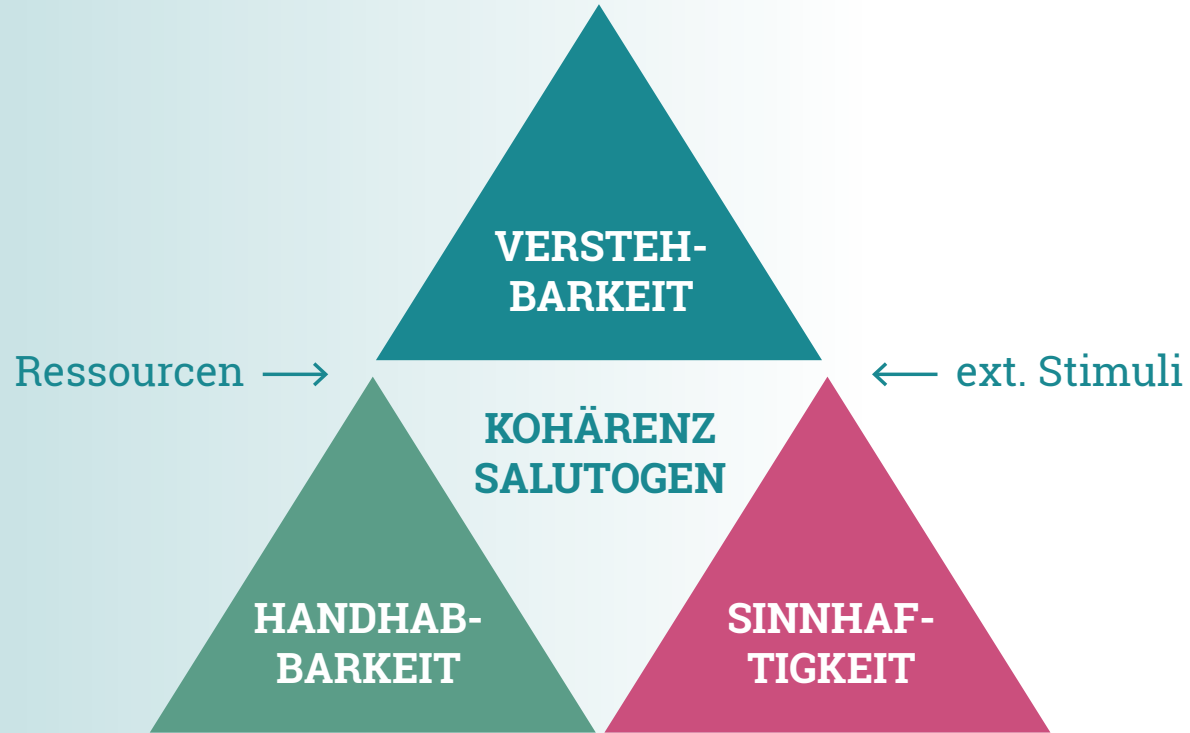 VERSTEH-
BARKEIT
Ressourcen →
← ext. Stimuli
KOHÄRENZ
SALUTOGEN
HANDHAB-
BARKEIT
SINNHAF-
TIGKEIT